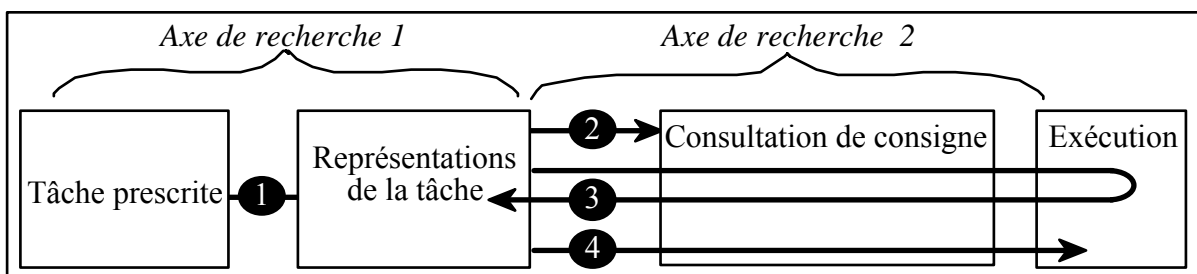 Axe de recherche 1
Axe de recherche 2
Tâche prescrite
1
Représentations
de la tâche
2
3
4
Consultation de consigne
Exécution